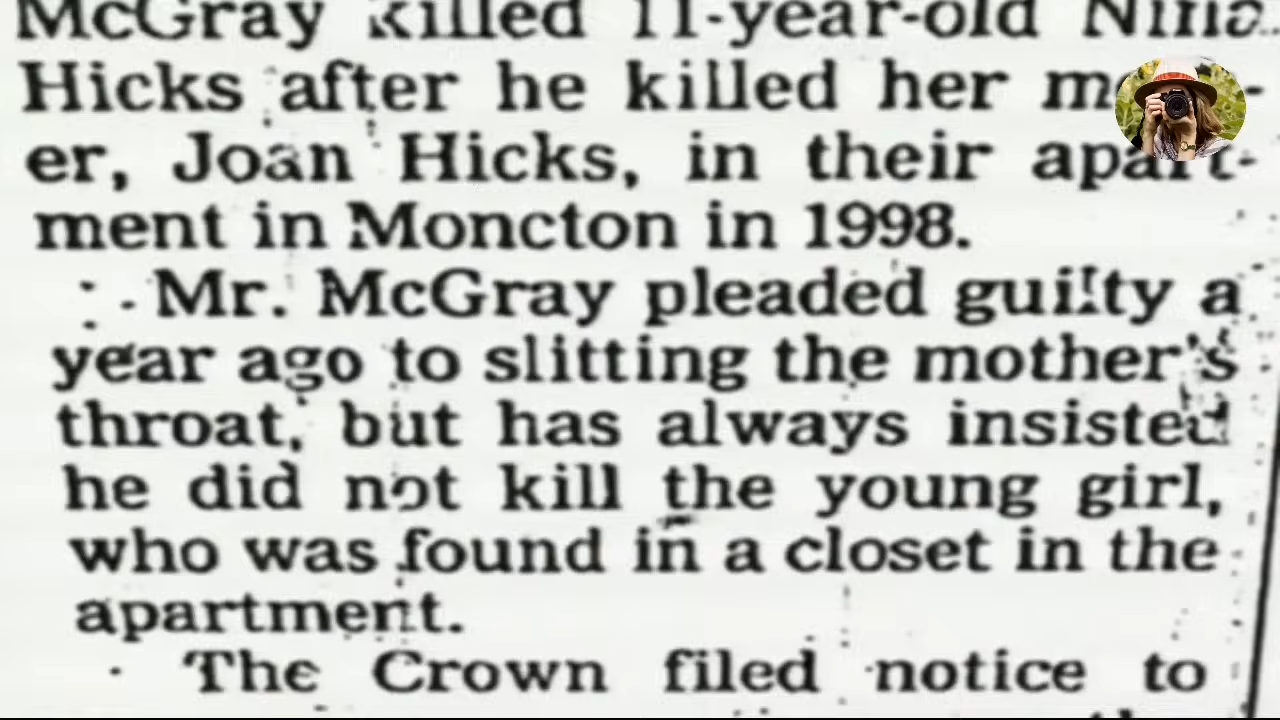 McGray killed 11-year-old Nina
Hicks after he killed her
er, Joan Hicks, in their apart-
ment in Moncton in 1998.
Mr. McGray pleaded guilty a
year ago to slitting the mother's
throat, but has always insisted
he did not kill the young girl,
who was found in a closet in the
apartment.
The Crown filed notice to